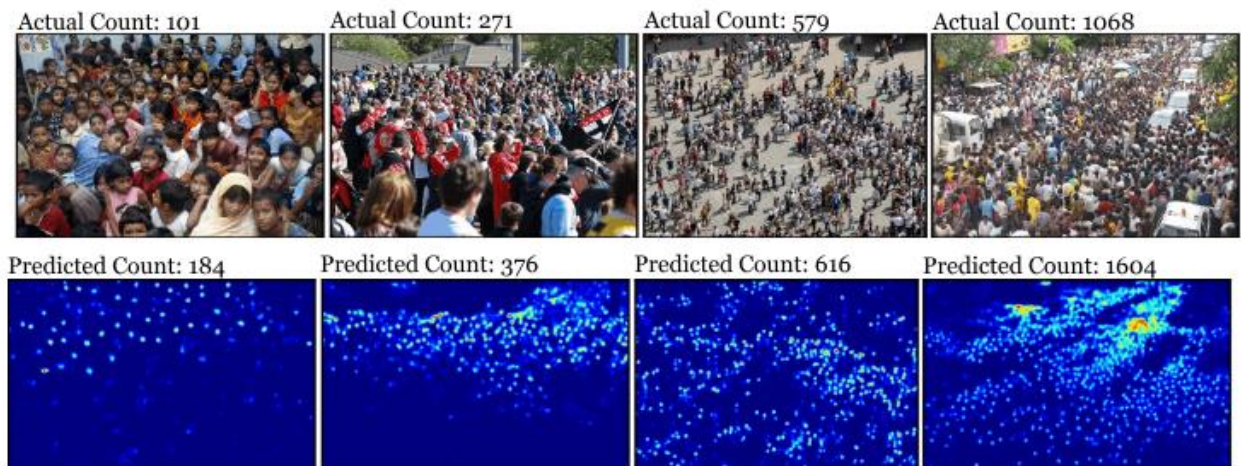 Actual Count: 101
Actual Count: 271
Actual Count: 579
Actual Count: 1068
Predicted Count: 184
Predicted Count: 376
Predicted Count: 616
Predicted Count: 1604